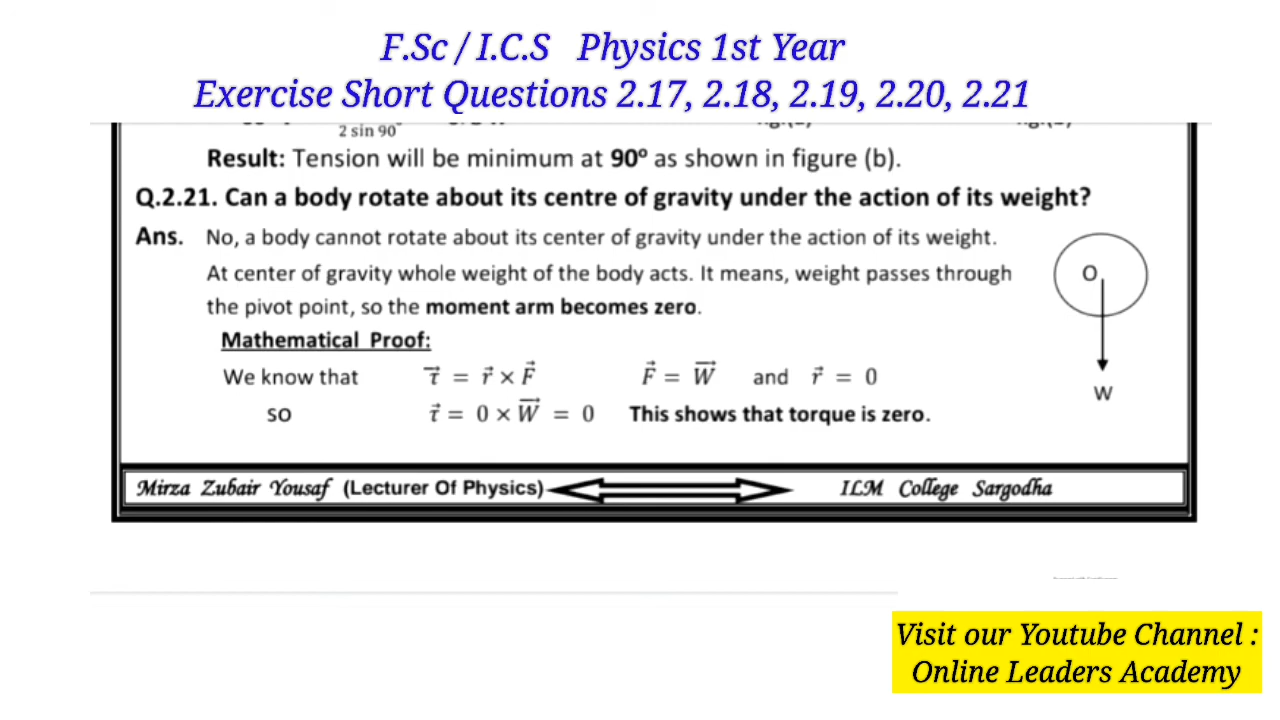 F.Sc / I.C.S Physics 1st Year
Exercise Short Questions 2.17, 2.18, 2.19, 2.20, 2.21
2 sin 90
Result: Tension will be minimum at 90º as shown in figure (b).
Q.2.21. Can a body rotate about its centre of gravity under the action of its weight?
Ans. No, a body cannot rotate about its center of gravity under the action of its weight.
At center of gravity whole weight of the body acts. It means, weight passes through
the pivot point, so the moment arm becomes zero.
O
W
Mathematical Proof:
We know that τ⃗ = r⃗ × F⃗ F⃗ = W⃗ and r⃗ = 0
so τ⃗ = 0 × W⃗ = 0 This shows that torque is zero.
Mirza Zubair Yousaf (Lecturer Of Physics) ILM College Sargodha
Visit our Youtube Channel :
Online Leaders Academy